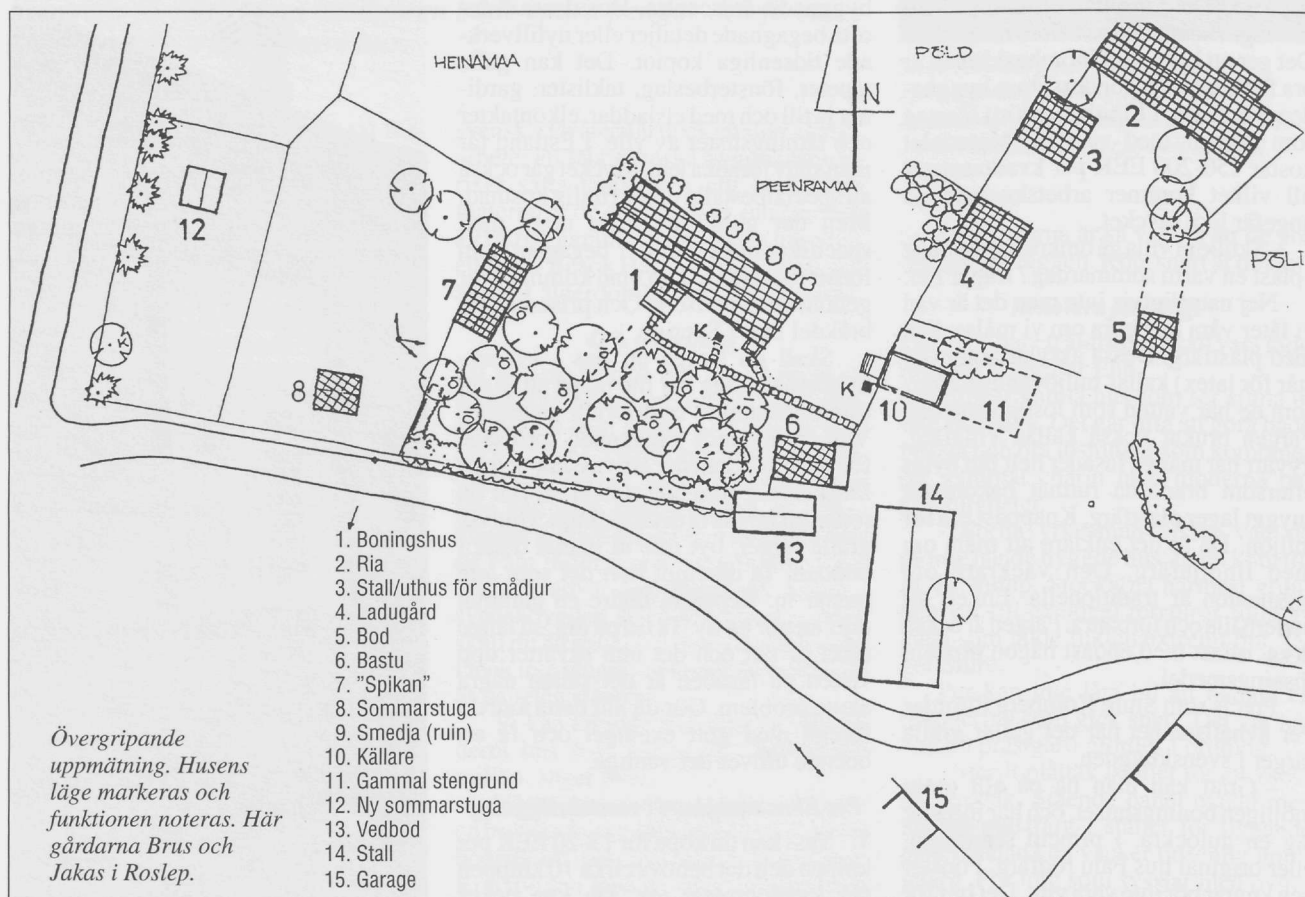 HEINAMAA
PÕLD
N
2
3
12
PEENRAMAA
1
7
4
PÕLI
K
5
8
K
10
11
6
14
13
1. Boningshus
2. Ria
3. Stall/uthus för smådjur
4. Ladugård
5. Bod
6. Bastu
7. "Spikan"
8. Sommarstuga
9. Smedja (ruin)
10. Källare
11. Gammal stengrund
12. Ny sommarstuga
13. Vedbod
14. Stall
15. Garage
15
Övergripande
uppmätning. Husens
läge markeras och
funktionen noteras. Här
gårdarna Brus och
Jakas i Roslep.